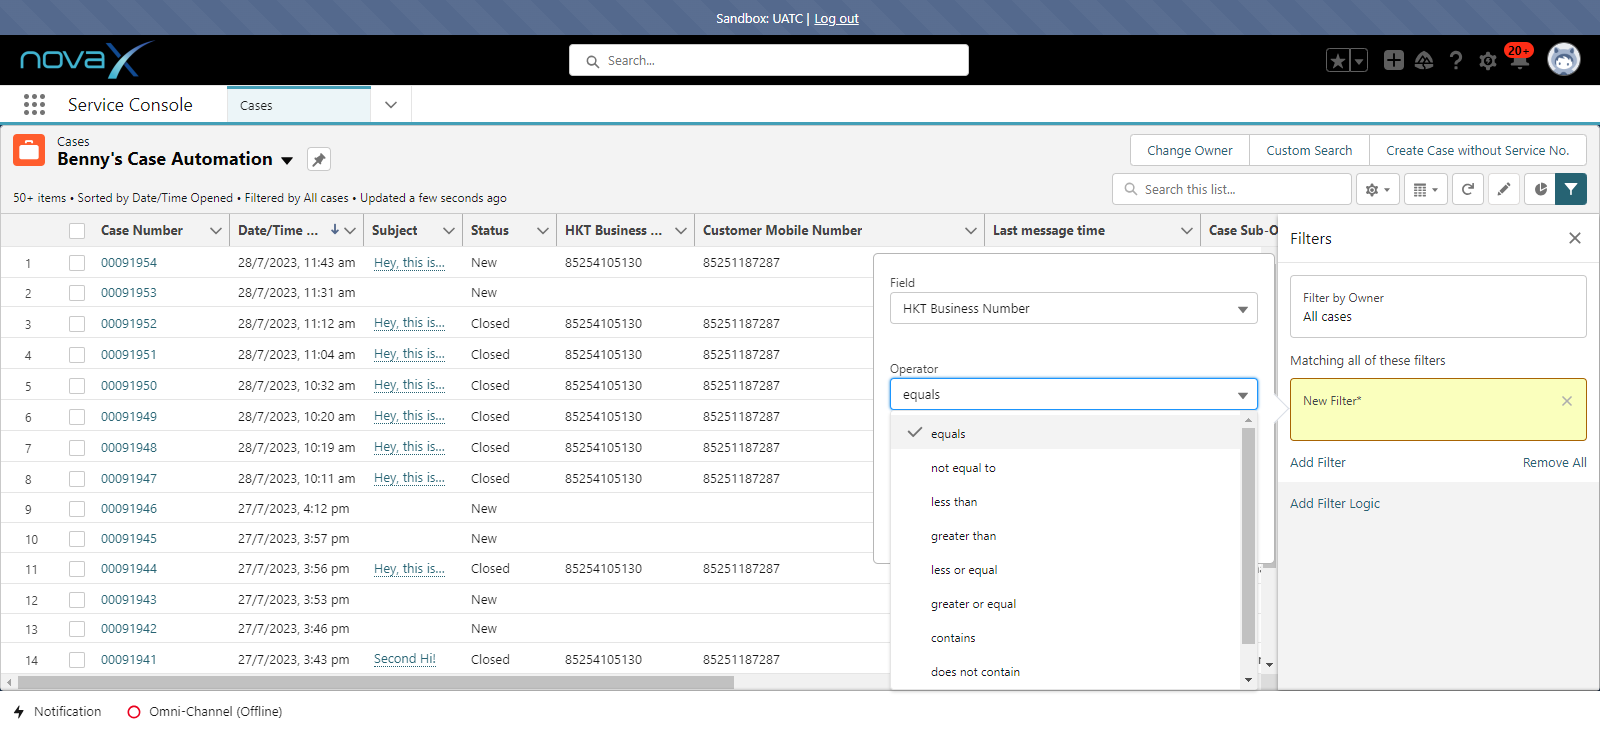 Sandbox: UATC | Log out
novax
Search...
20+
Service Console
Cases
Cases
Benny's Case Automation
Change Owner
Custom Search
Create Case without Service No.
50+ items • Sorted by Date/Time Opened • Filtered by All cases • Updated a few seconds ago
Search this list...
Case Number Date/Time ... Subject Status HKT Business ... Customer Mobile Number Last message time Case Sub-O
1 00091954 28/7/2023, 11:43 am Hey, this is... New 85254105130 85251187287
2 00091953 28/7/2023, 11:31 am New
3 00091952 28/7/2023, 11:12 am Hey, this is... Closed 85254105130 85251187287
4 00091951 28/7/2023, 11:04 am Hey, this is... Closed 85254105130 85251187287
5 00091950 28/7/2023, 10:32 am Hey, this is... Closed 85254105130 85251187287
6 00091949 28/7/2023, 10:20 am Hey, this is... Closed 85254105130 85251187287
7 00091948 28/7/2023, 10:19 am Hey, this is... Closed 85254105130 85251187287
8 00091947 28/7/2023, 10:11 am Hey, this is... Closed 85254105130 85251187287
9 00091946 27/7/2023, 4:12 pm New
10 00091945 27/7/2023, 3:57 pm New
11 00091944 27/7/2023, 3:56 pm Hey, this is... Closed 85254105130 85251187287
12 00091943 27/7/2023, 3:53 pm New
13 00091942 27/7/2023, 3:46 pm New
14 00091941 27/7/2023, 3:43 pm Second Hi! Closed 85254105130 85251187287
Field
HKT Business Number
Operator
equals
equals
not equal to
less than
greater than
less or equal
greater or equal
contains
does not contain
Filters
Filter by Owner
All cases
Matching all of these filters
New Filter*
Add Filter
Remove All
Add Filter Logic
Notification
Omni-Channel (Offline)